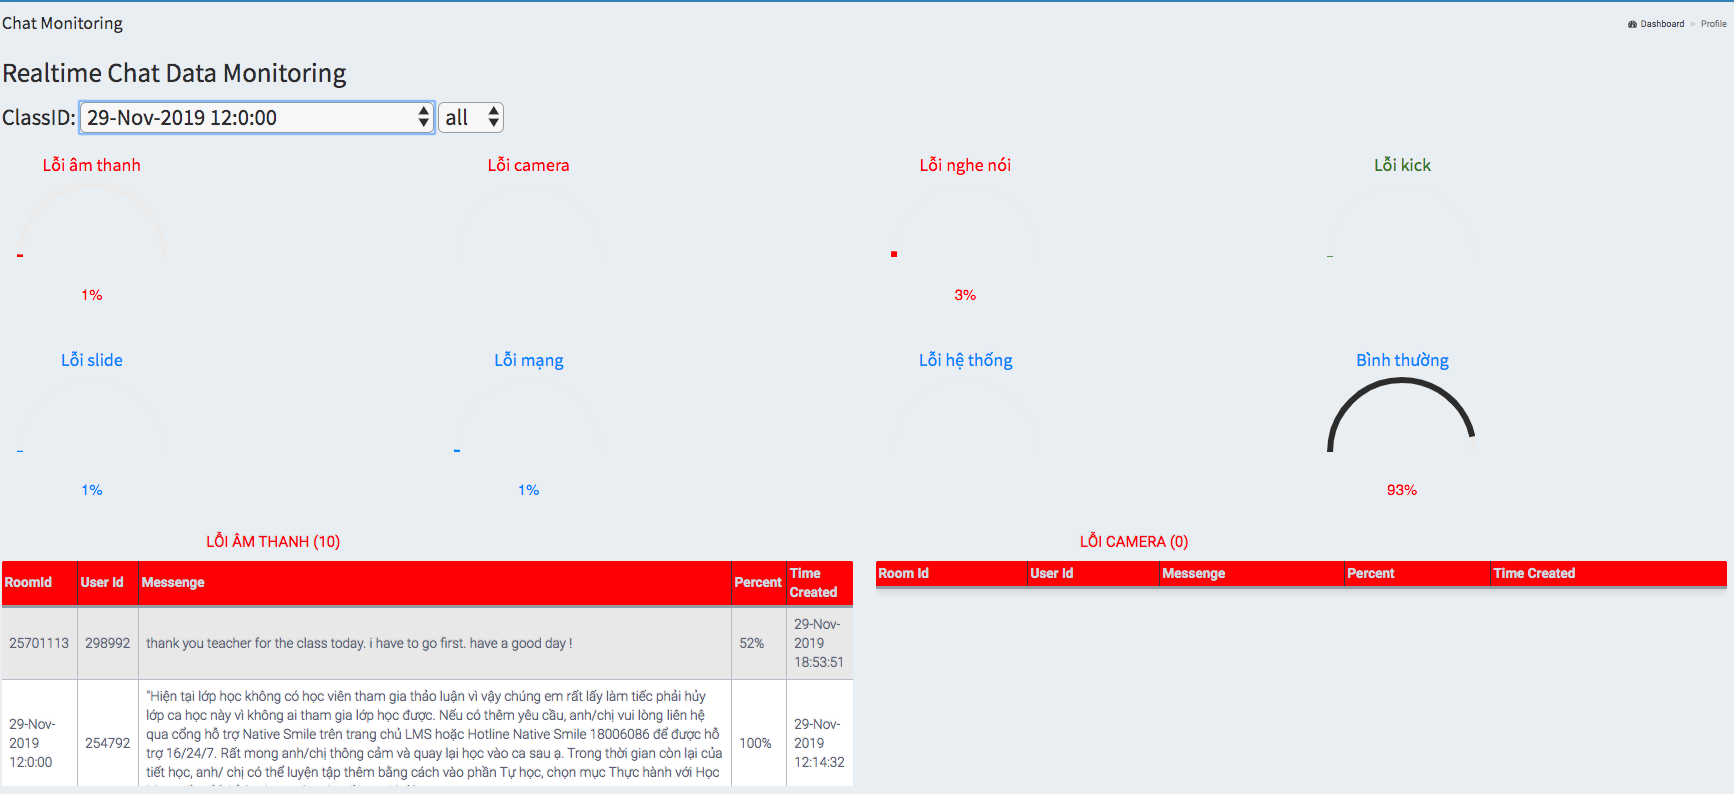 Chat Monitoring
Dashboard > Profile
Realtime Chat Data Monitoring
ClassID: 29-Nov-2019 12:0:00 all
Lỗi âm thanh
Lỗi camera
Lỗi nghe nói
Lỗi kick
1%
3%
Lỗi slide
Lỗi mạng
Lỗi hệ thống
Bình thường
1%
1%
93%
LỖI ÂM THANH (10)
RoomId User Id Messenge Percent Time
Created
25701113 298992 thank you teacher for the class today. i have to go first. have a good day ! 52% 29-Nov-
2019
18:53:51
29-Nov-
2019
12:0:00
254792
"Hiện tại lớp học không có học viên tham gia thảo luận vì vậy chúng em rất lấy làm tiếc phải hủy
lớp ca học này vì không ai tham gia lớp học được. Nếu có thêm yêu cầu, anh/chị vui lòng liên hệ
qua cổng hỗ trợ Native Smile trên trang chủ LMS hoặc Hotline Native Smile 18006086 để được hỗ
trợ 16/24/7. Rất mong anh/chị thông cảm và quay lại học vào ca sau ạ. Trong thời gian còn lại của
tiết học, anh/ chị có thể luyện tập thêm bằng cách vào phần Tự học, chọn mục Thực hành với Học
100%
29-Nov-
2019
12:14:32
LỖI CAMERA (0)
Room Id User Id Messenge Percent Time Created